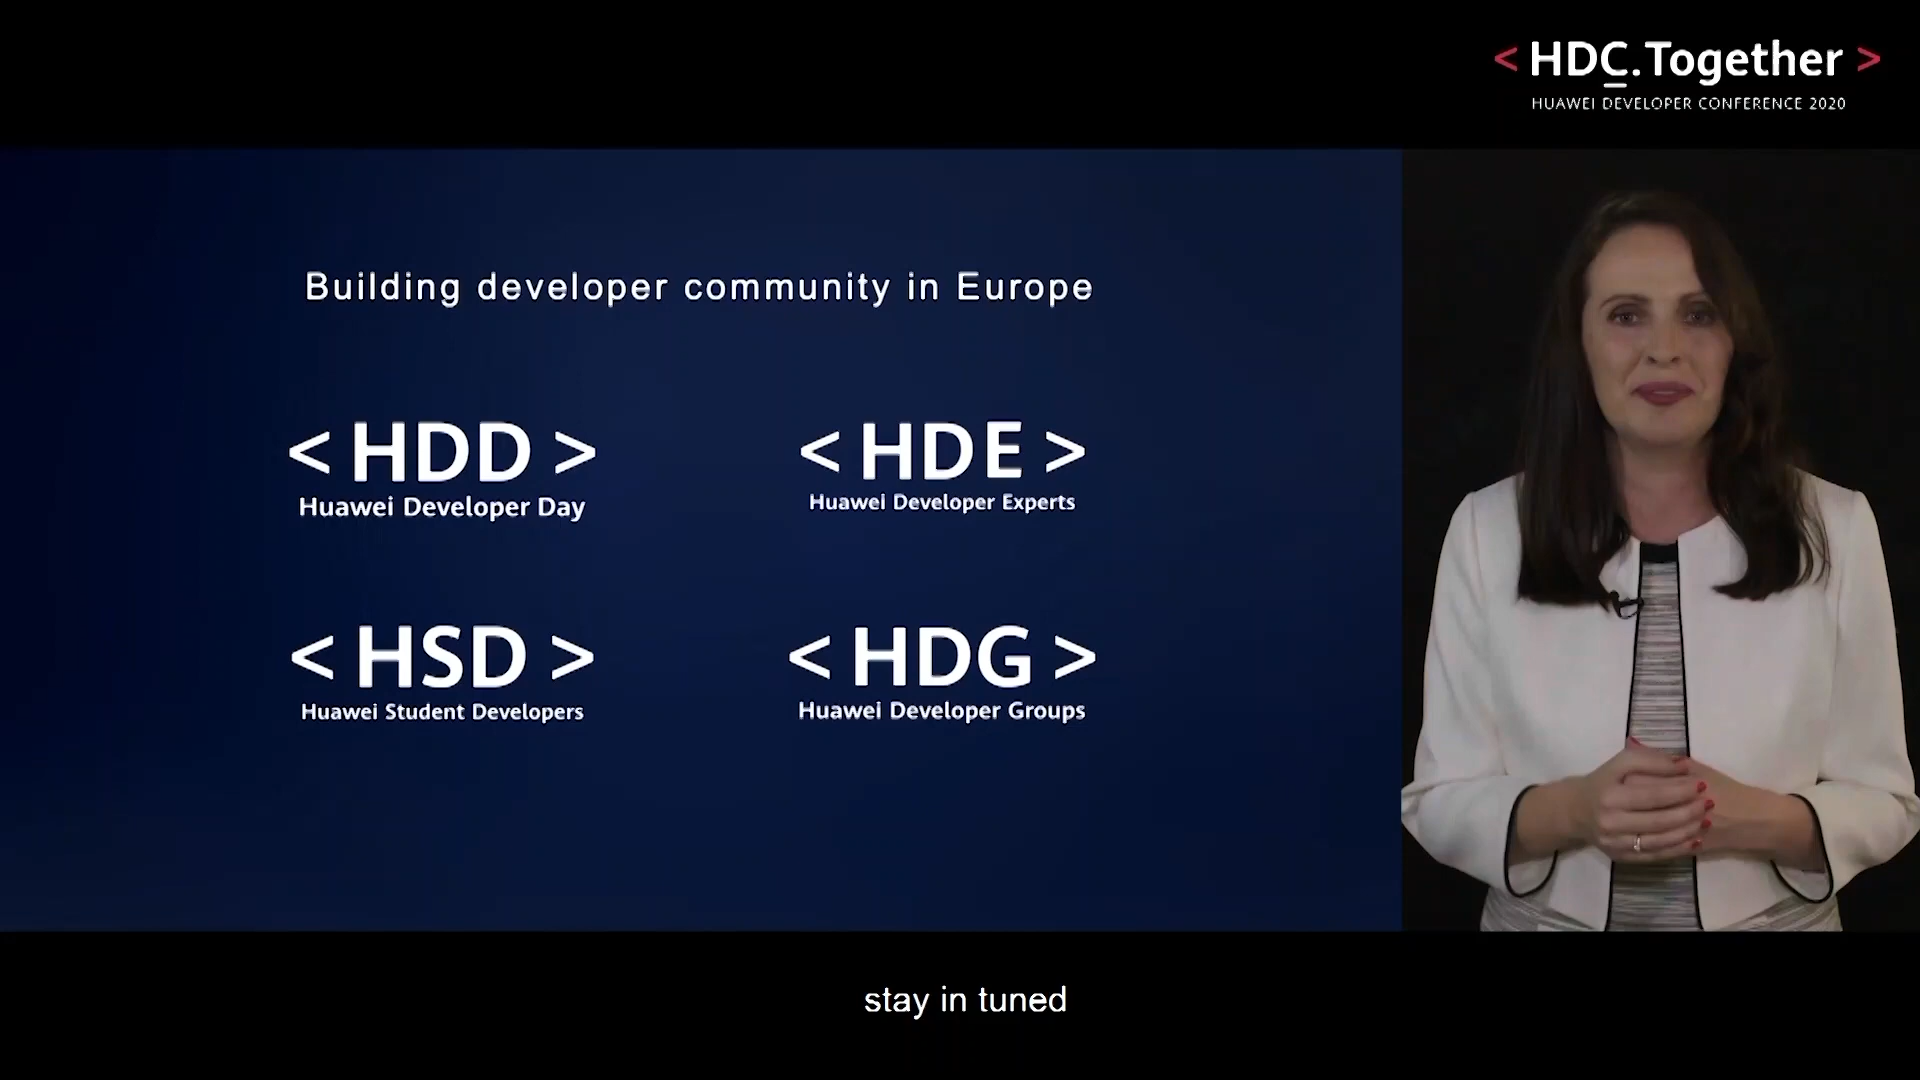 < HDC.Together >
HUAWEI DEVELOPER CONFERENCE 2020
Building developer community in Europe
< HDD >
Huawei Developer Day
< HDE >
Huawei Developer Experts
< HSD >
Huawei Student Developers
< HDG >
Huawei Developer Groups
stay in tuned